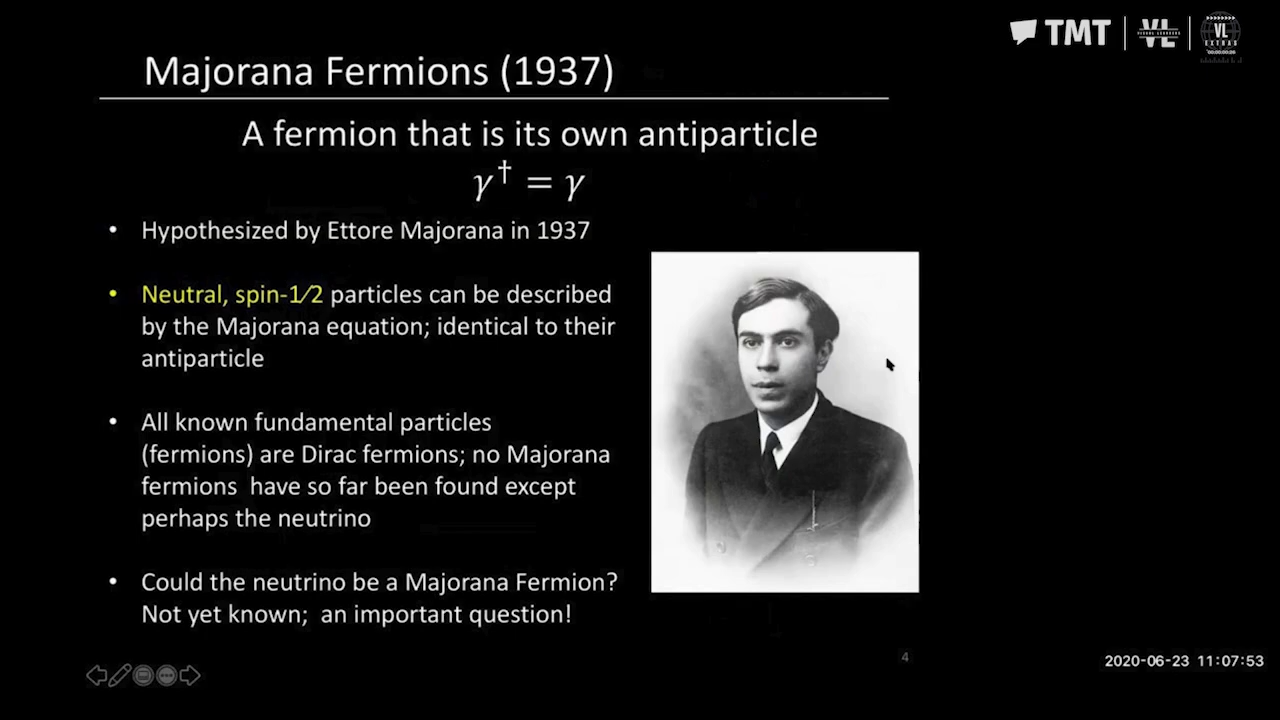 TMT
VL
VL
EXTRAS
Majorana Fermions (1937)
A fermion that is its own antiparticle
γ† = γ
• Hypothesized by Ettore Majorana in 1937
• Neutral, spin-1⁄2 particles can be described
by the Majorana equation; identical to their
antiparticle
• All known fundamental particles
(fermions) are Dirac fermions; no Majorana
fermions  have so far been found except
perhaps the neutrino
• Could the neutrino be a Majorana Fermion?
Not yet known;  an important question!
4
2020-06-23 11:07:53